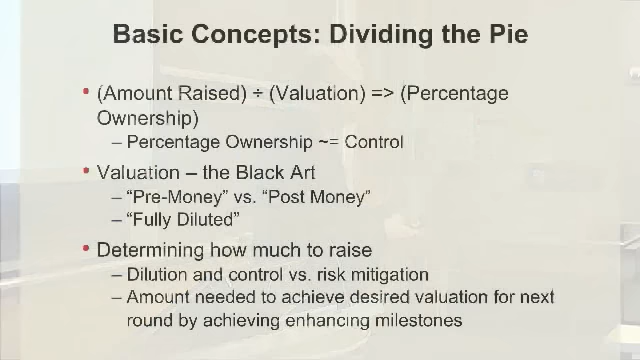 Basic Concepts: Dividing the Pie
• (Amount Raised) ÷ (Valuation) => (Percentage
Ownership)
– Percentage Ownership ~= Control
• Valuation – the Black Art
– “Pre-Money” vs. “Post Money”
– “Fully Diluted”
• Determining how much to raise
– Dilution and control vs. risk mitigation
– Amount needed to achieve desired valuation for next
round by achieving enhancing milestones